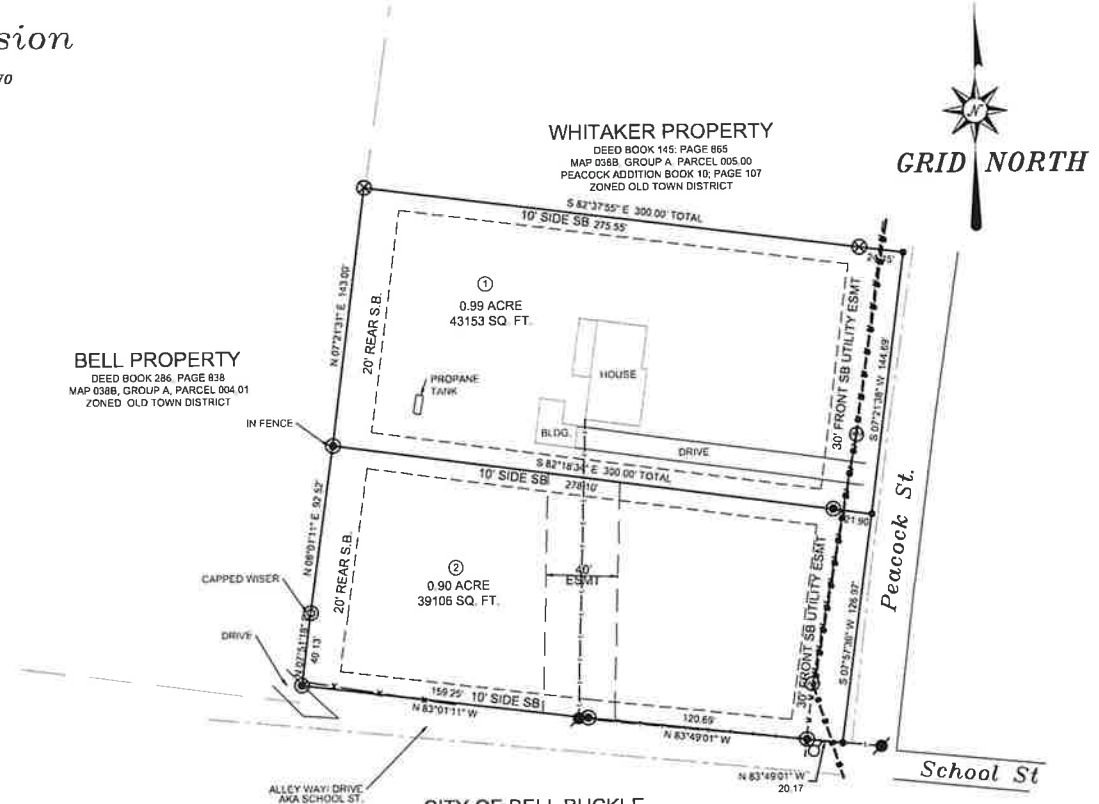 sion
70
WHITAKER PROPERTY
DEED BOOK 145: PAGE 865
MAP 038B, GROUP A, PARCEL 005.00
PEACOCK ADDITION BOOK 10; PAGE 107
ZONED OLD TOWN DISTRICT
N
GRID NORTH
S 82°37'55" E 300.00' TOTAL
10' SIDE SB 275.55'
1
0.99 ACRE
43153 SQ. FT.
N 07°21'31" E 143.00'
20' REAR S.B.
30' FRONT SB UTILITY ESMT
S 07°21'38" W 144.69'
HOUSE
PROPANE
TANK
BELL PROPERTY
DEED BOOK 286, PAGE 838
MAP 038B, GROUP A, PARCEL 004.01
ZONED OLD TOWN DISTRICT
IN FENCE
BLDG.
DRIVE
S 82°18'34" E 300.00' TOTAL
10' SIDE SB
278.10'
21.90
Peacock St.
N 08°01'11" E 92.52'
20' REAR S.B.
2
0.90 ACRE
39106 SQ. FT.
40'
ESMT
30' FRONT SB UTILITY ESMT
S 07°57'30" W 126.97'
CAPPED WISER
DRIVE
N 07°51'19" E
40.13'
159.25' 10' SIDE SB
N 83°01'11" W
120.69'
N 83°49'01" W
N 83°49'01" W
20.17
School St
ALLEY WAY/ DRIVE
AKA SCHOOL ST.
CITY OF BELL BUCKLE